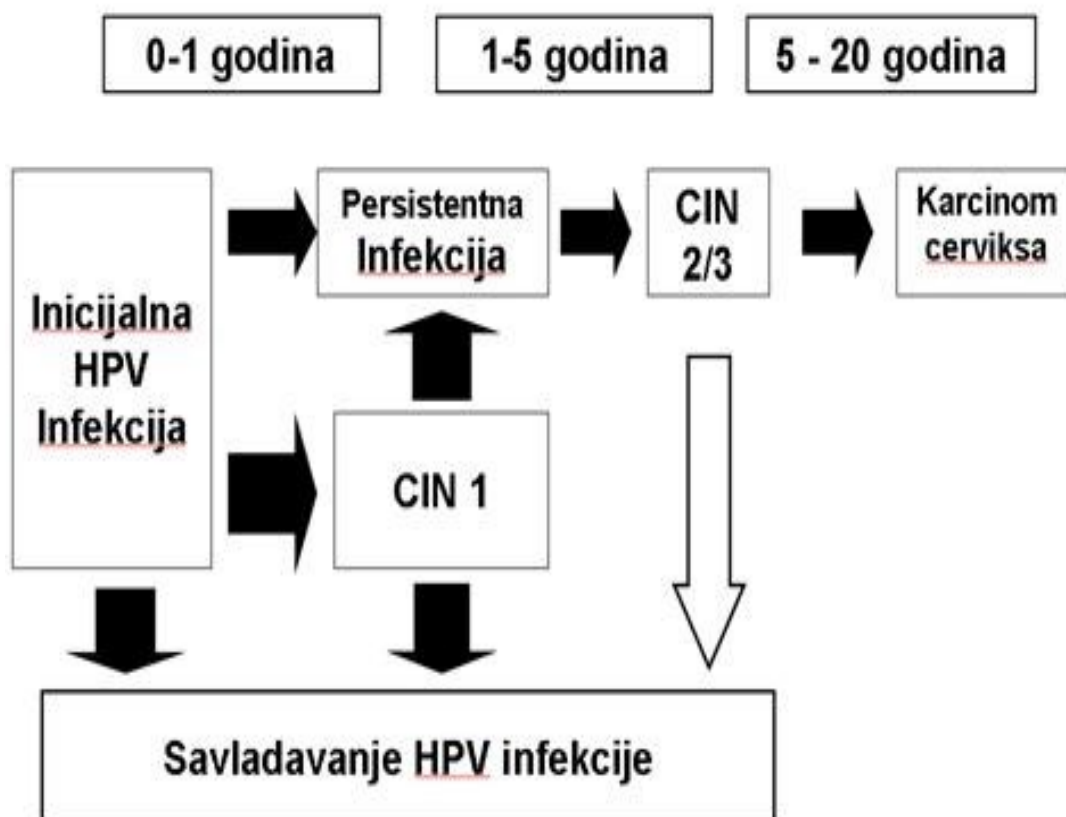 0-1 godina
1-5 godina
5 - 20 godina
Inicijalna
HPV
Infekcija
Persistentna
Infekcija
CIN
2/3
Karcinom
cerviksa
CIN 1
Savladavanje HPV infekcije